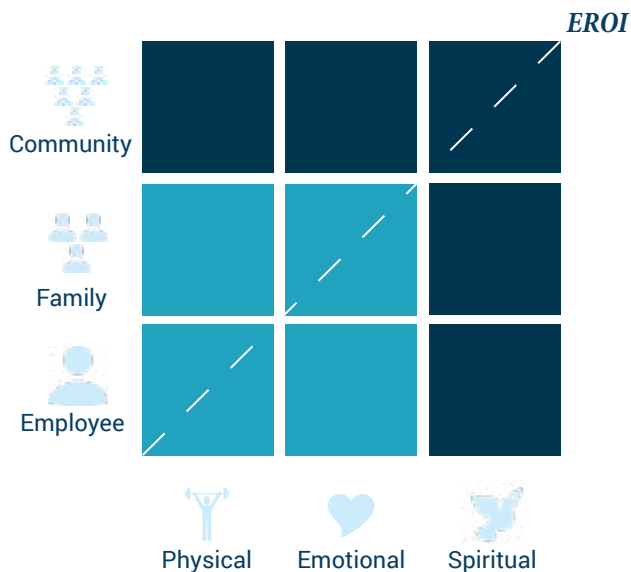 EROI
Community
Family
Employee
Physical Emotional Spiritual